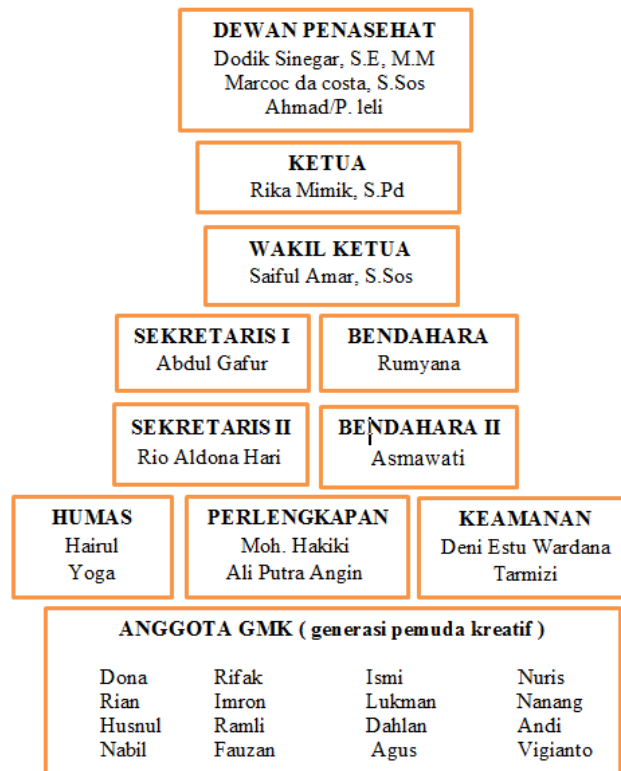 DEWAN PENASEHAT
Dodik Sinegar, S.E, M.M
Marcoc da costa, S.Sos
Ahmad/P. leli
KETUA
Rika Mimik, S.Pd
WAKIL KETUA
Saiful Amar, S.Sos
SEKRETARIS I
Abdul Gafur
BENDAHARA
Rumyana
SEKRETARIS II
Rio Aldona Hari
BENDAHARA II
Asmawati
HUMAS
Hairul
Yoga
PERLENGKAPAN
Moh. Hakiki
Ali Putra Angin
KEAMANAN
Deni Estu Wardana
Tarmizi
ANGGOTA GMK ( generasi pemuda kreatif )
Dona Rifak Ismi Nuris
Rian Imron Lukman Nanang
Husnul Ramli Dahlan Andi
Nabil Fauzan Agus Vigianto